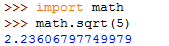 >>> import math
>>> math.sqrt(5)
2.23606797749979